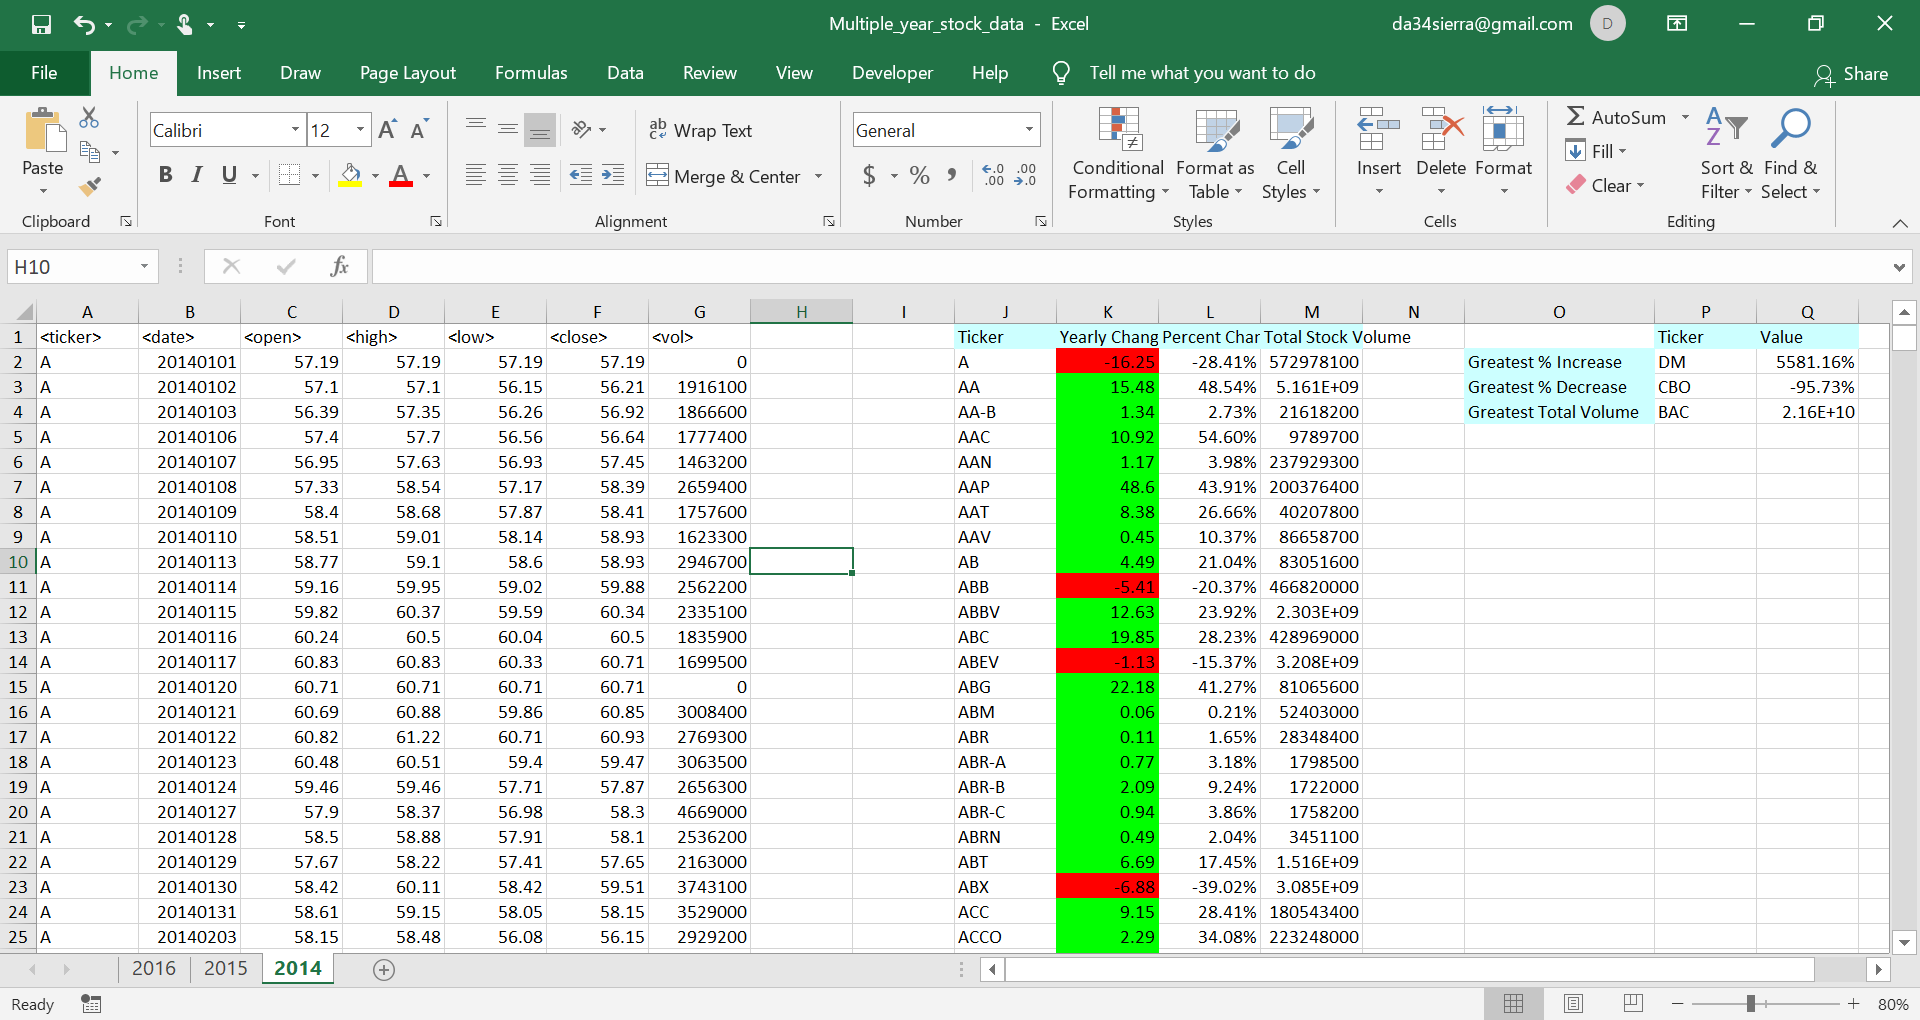 Multiple_year_stock_data - Excel da34sierra@gmail.com D
File Home Insert Draw Page Layout Formulas Data Review View Developer Help Tell me what you want to do Share
Calibri 12 A A ab c Wrap Text General AutoSum A Z
Paste B I U A Merge & Center $ % , .0 .00 .00 .0 Conditional Formatting Format as Table Cell Styles Insert Delete Format Fill Clear Sort & Filter Find & Select
Clipboard Font Alignment Number Styles Cells Editing
H10 fx
A B C D E F G H I J K L M N O P Q
1 <ticker> <date> <open> <high> <low> <close> <vol> Ticker Yearly Chang Percent Char Total Stock Volume Ticker Value
2 A 20140101 57.19 57.19 57.19 57.19 0 A -16.25 -28.41% 572978100 Greatest % Increase DM 5581.16%
3 A 20140102 57.1 57.1 56.15 56.21 1916100 AA 15.48 48.54% 5.161E+09 Greatest % Decrease CBO -95.73%
4 A 20140103 56.39 57.35 56.26 56.92 1866600 AA-B 1.34 2.73% 21618200 Greatest Total Volume BAC 2.16E+10
5 A 20140106 57.4 57.7 56.56 56.64 1777400 AAC 10.92 54.60% 9789700
6 A 20140107 56.95 57.63 56.93 57.45 1463200 AAN 1.17 3.98% 237929300
7 A 20140108 57.33 58.54 57.17 58.39 2659400 AAP 48.6 43.91% 200376400
8 A 20140109 58.4 58.68 57.87 58.41 1757600 AAT 8.38 26.66% 40207800
9 A 20140110 58.51 59.01 58.14 58.93 1623300 AAV 0.45 10.37% 86658700
10 A 20140113 58.77 59.1 58.6 58.93 2946700 AB 4.49 21.04% 83051600
11 A 20140114 59.16 59.95 59.02 59.88 2562200 ABB -5.41 -20.37% 466820000
12 A 20140115 59.82 60.37 59.59 60.34 2335100 ABBV 12.63 23.92% 2.303E+09
13 A 20140116 60.24 60.5 60.04 60.5 1835900 ABC 19.85 28.23% 428969000
14 A 20140117 60.83 60.83 60.33 60.71 1699500 ABEV -1.13 -15.37% 3.208E+09
15 A 20140120 60.71 60.71 60.71 60.71 0 ABG 22.18 41.27% 81065600
16 A 20140121 60.69 60.88 59.86 60.85 3008400 ABM 0.06 0.21% 52403000
17 A 20140122 60.82 61.22 60.71 60.93 2769300 ABR 0.11 1.65% 28348400
18 A 20140123 60.48 60.51 59.4 59.47 3063500 ABR-A 0.77 3.18% 1798500
19 A 20140124 59.46 59.46 57.71 57.87 2656300 ABR-B 2.09 9.24% 1722000
20 A 20140127 57.9 58.37 56.98 58.3 4669000 ABR-C 0.94 3.86% 1758200
21 A 20140128 58.5 58.88 57.91 58.1 2536200 ABRN 0.49 2.04% 3451100
22 A 20140129 57.67 58.22 57.41 57.65 2163000 ABT 6.69 17.45% 1.516E+09
23 A 20140130 58.42 60.11 58.42 59.51 3743100 ABX -6.88 -39.02% 3.085E+09
24 A 20140131 58.61 59.15 58.05 58.15 3529000 ACC 9.15 28.41% 180543400
25 A 20140203 58.15 58.48 56.08 56.15 2929200 ACCO 2.29 34.08% 223248000
2016 2015 2014
Ready 80%